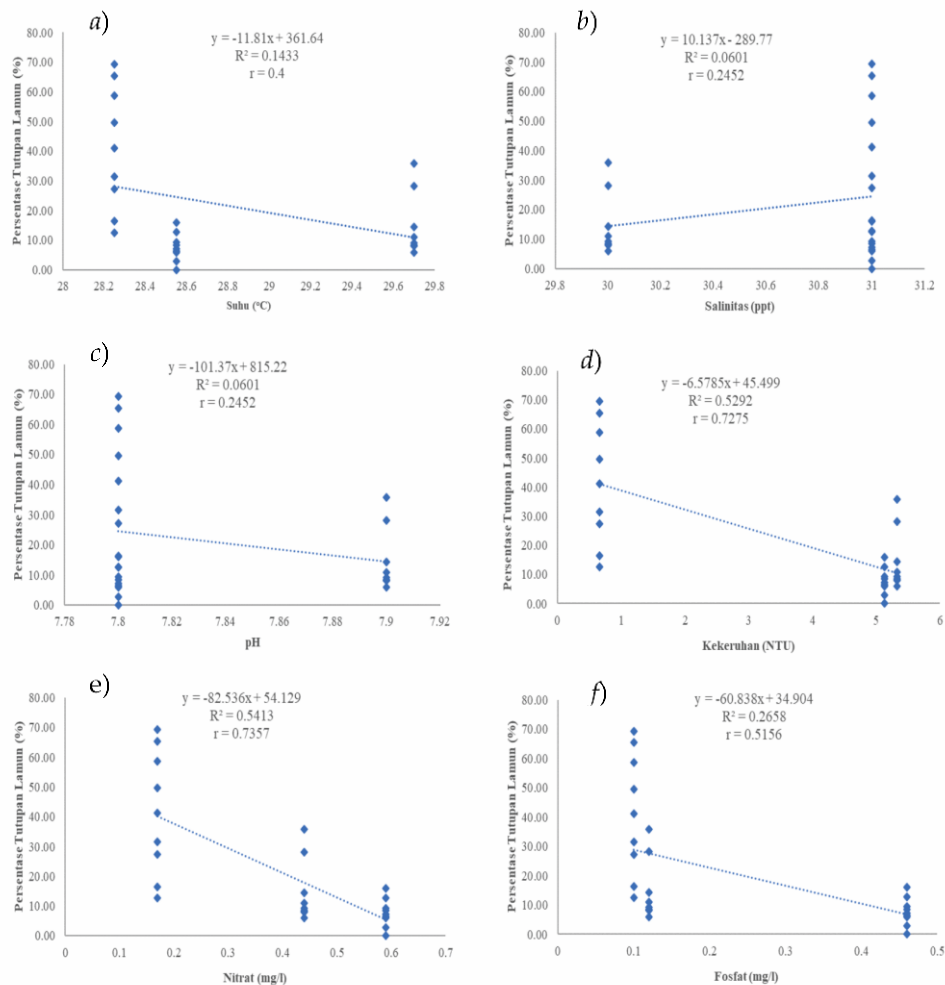 a)
y = -11.81x + 361.64
R² = 0.1433
r = 0.4
Persentase Tutupan Lamun (%)
80.00
70.00
60.00
50.00
40.00
30.00
20.00
10.00
0.00
28 28.2 28.4 28.6 28.8 29 29.2 29.4 29.6 29.8
Suhu (°C)
b)
y = 10.137x - 289.77
R² = 0.0601
r = 0.2452
Persentase Tutupan Lamun (%)
80.00
70.00
60.00
50.00
40.00
30.00
20.00
10.00
0.00
29.8 30 30.2 30.4 30.6 30.8 31 31.2
Salinitas (ppt)
c)
y = -101.37x + 815.22
R² = 0.0601
r = 0.2452
Persentase Tutupan Lamun (%)
80.00
70.00
60.00
50.00
40.00
30.00
20.00
10.00
0.00
7.78 7.8 7.82 7.84 7.86 7.88 7.9 7.92
pH
d)
y = -6.5785x + 45.499
R² = 0.5292
r = 0.7275
Persentase Tutupan Lamun (%)
80.00
70.00
60.00
50.00
40.00
30.00
20.00
10.00
0.00
0 1 2 3 4 5 6
Kekeruhan (NTU)
e)
y = -82.536x + 54.129
R² = 0.5413
r = 0.7357
Persentase Tutupan Lamun (%)
80.00
70.00
60.00
50.00
40.00
30.00
20.00
10.00
0.00
0 0.1 0.2 0.3 0.4 0.5 0.6 0.7
Nitrat (mg/l)
f)
y = -60.838x + 34.904
R² = 0.2658
r = 0.5156
Persentase Tutupan Lamun (%)
80.00
70.00
60.00
50.00
40.00
30.00
20.00
10.00
0.00
0 0.1 0.2 0.3 0.4 0.5
Fosfat (mg/l)